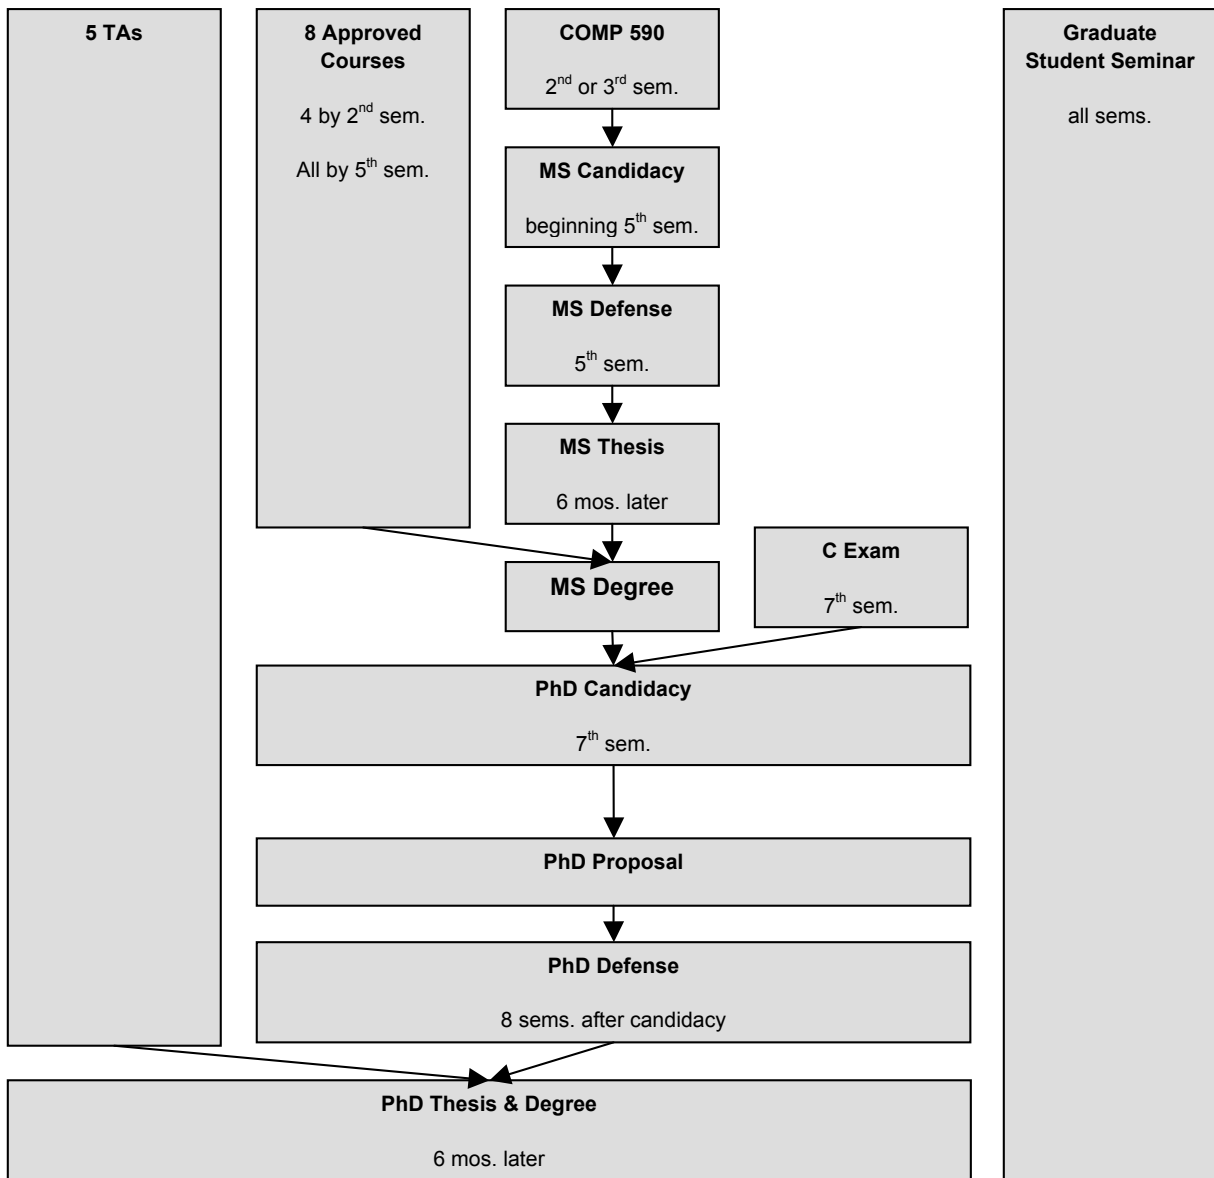 5 TAs
8 Approved
Courses
4 by 2nd sem.
All by 5th sem.
COMP 590
2nd or 3rd sem.
MS Candidacy
beginning 5th sem.
MS Defense
5th sem.
MS Thesis
6 mos. later
MS Degree
C Exam
7th sem.
PhD Candidacy
7th sem.
PhD Proposal
PhD Defense
8 sems. after candidacy
PhD Thesis & Degree
6 mos. later
Graduate
Student Seminar
all sems.